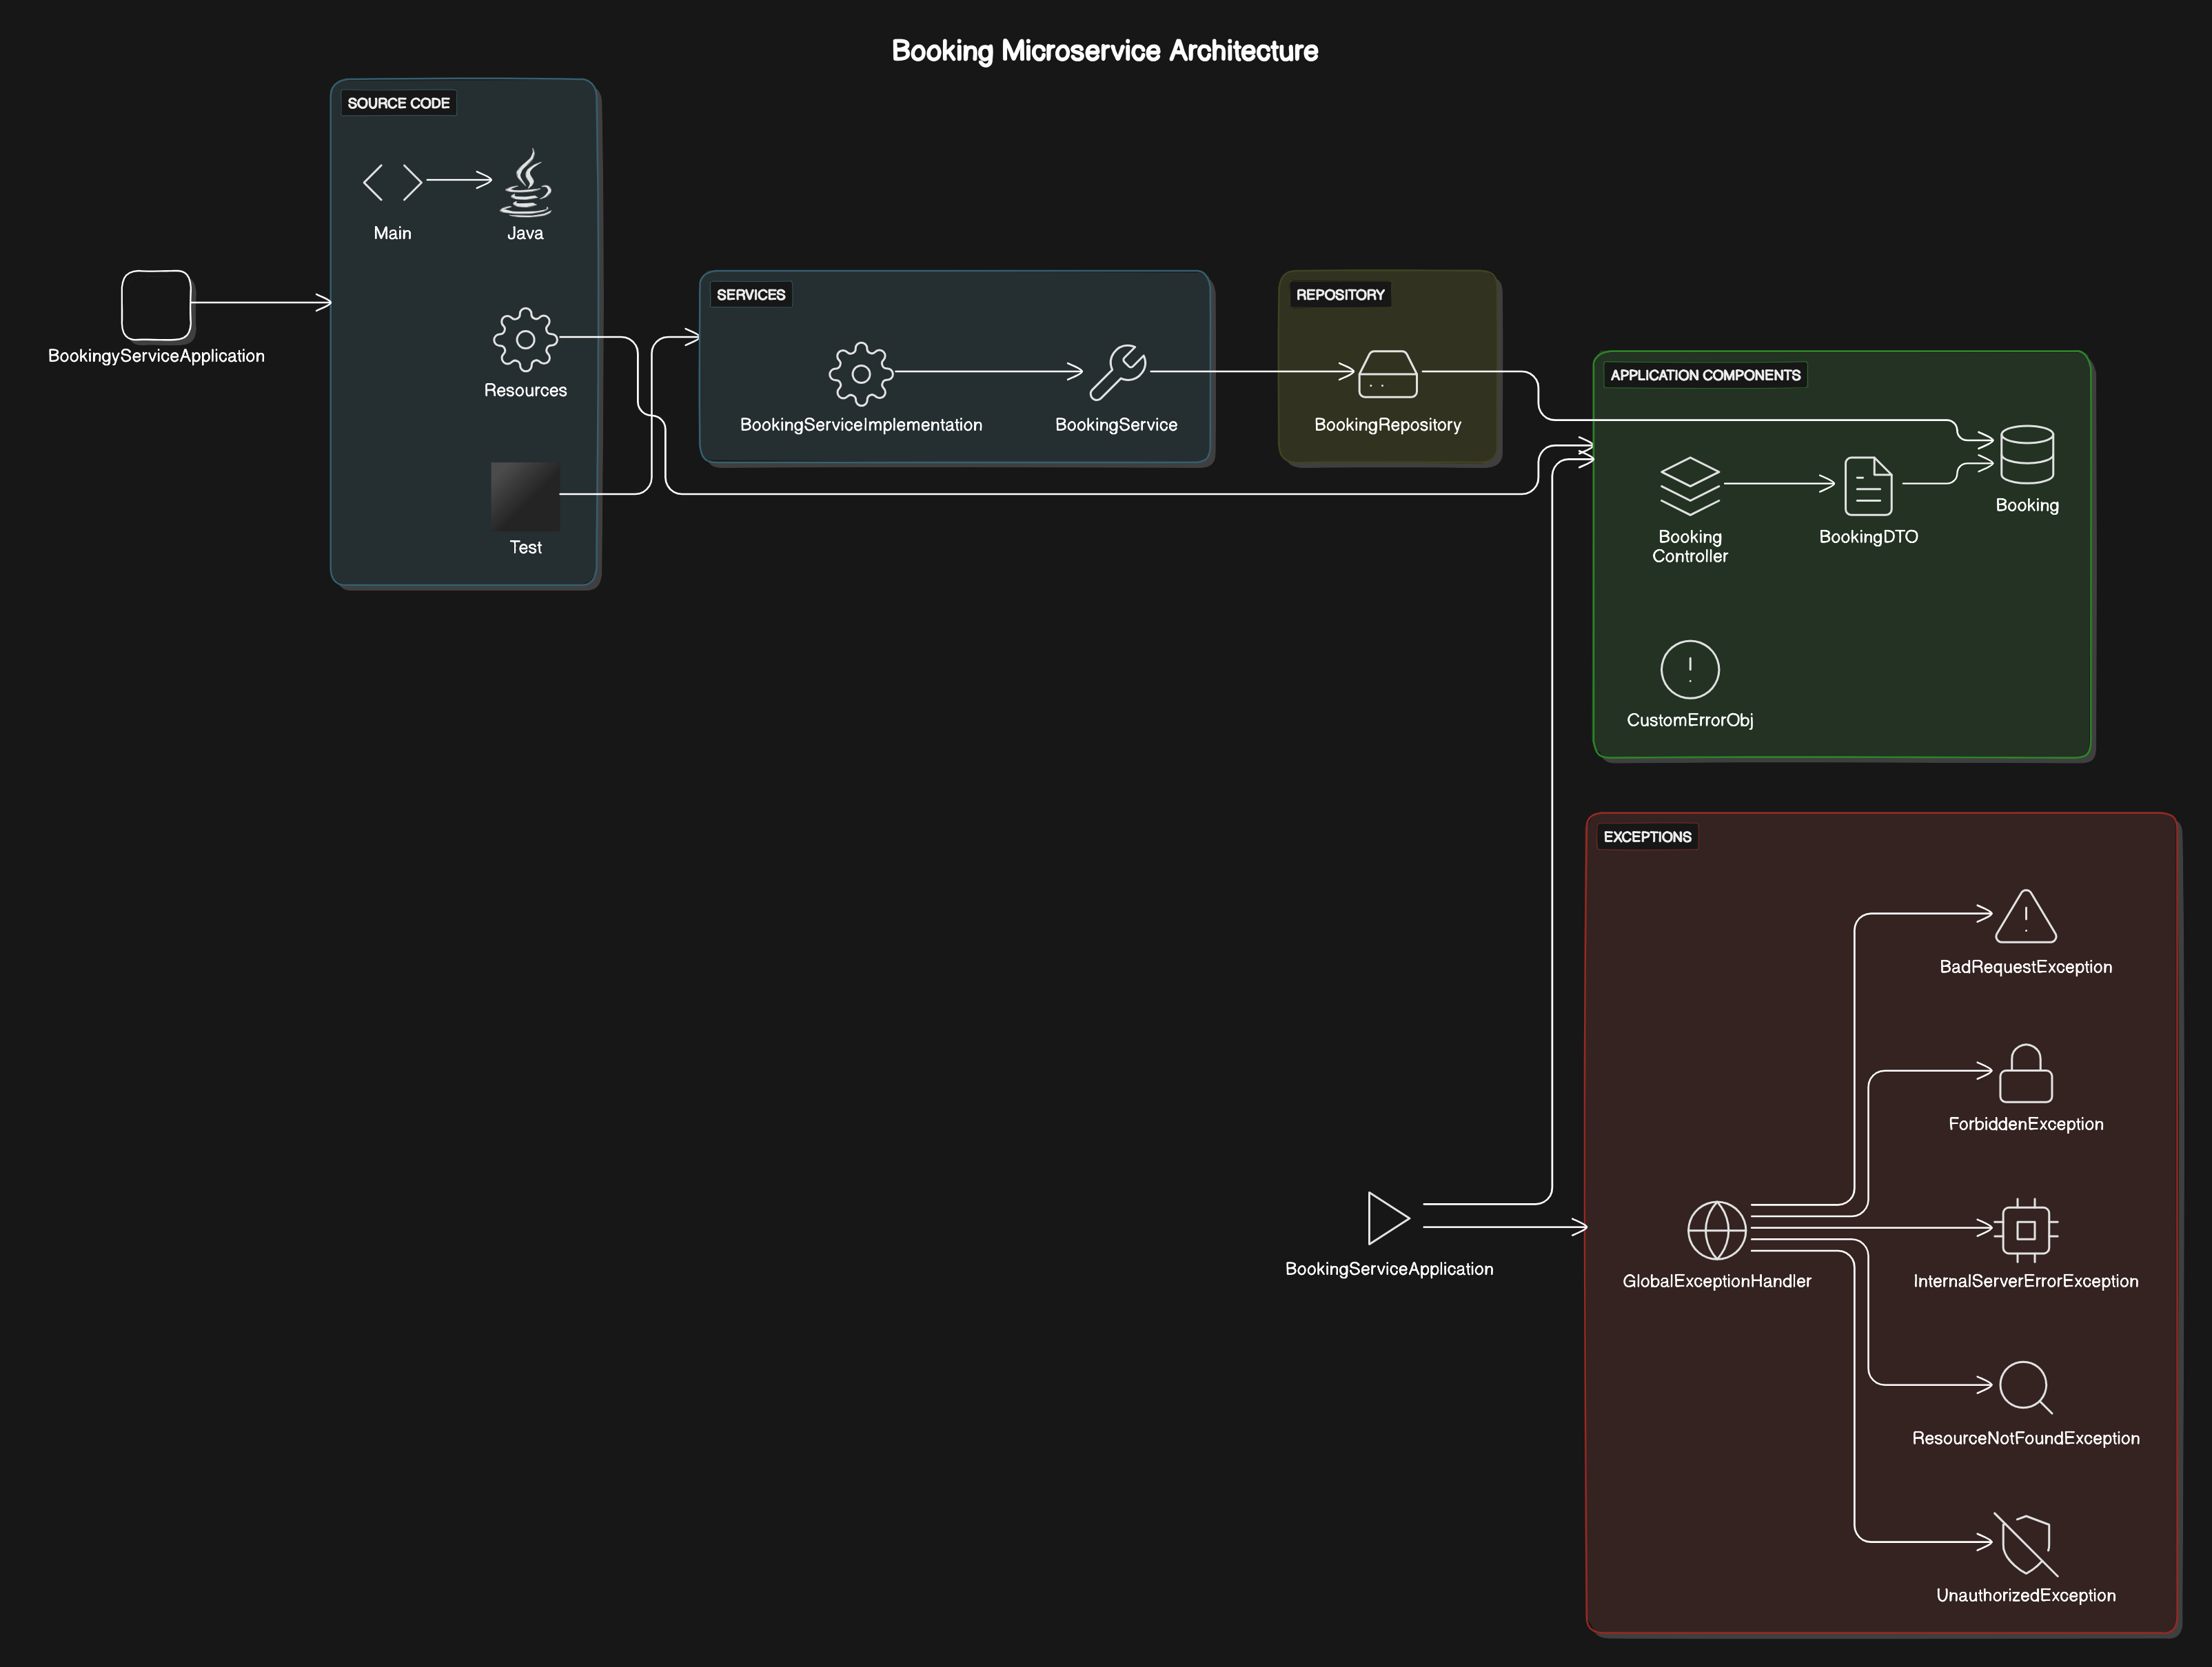 Booking Microservice Architecture
SOURCE CODE
Main
Java
BookingyServiceApplication
Resources
Test
SERVICES
BookingServiceImplementation
BookingService
REPOSITORY
BookingRepository
APPLICATION COMPONENTS
Booking
Controller
BookingDTO
Booking
CustomErrorObj
EXCEPTIONS
BadRequestException
ForbiddenException
BookingServiceApplication
GlobalExceptionHandler
InternalServerErrorException
ResourceNotFoundException
UnauthorizedException